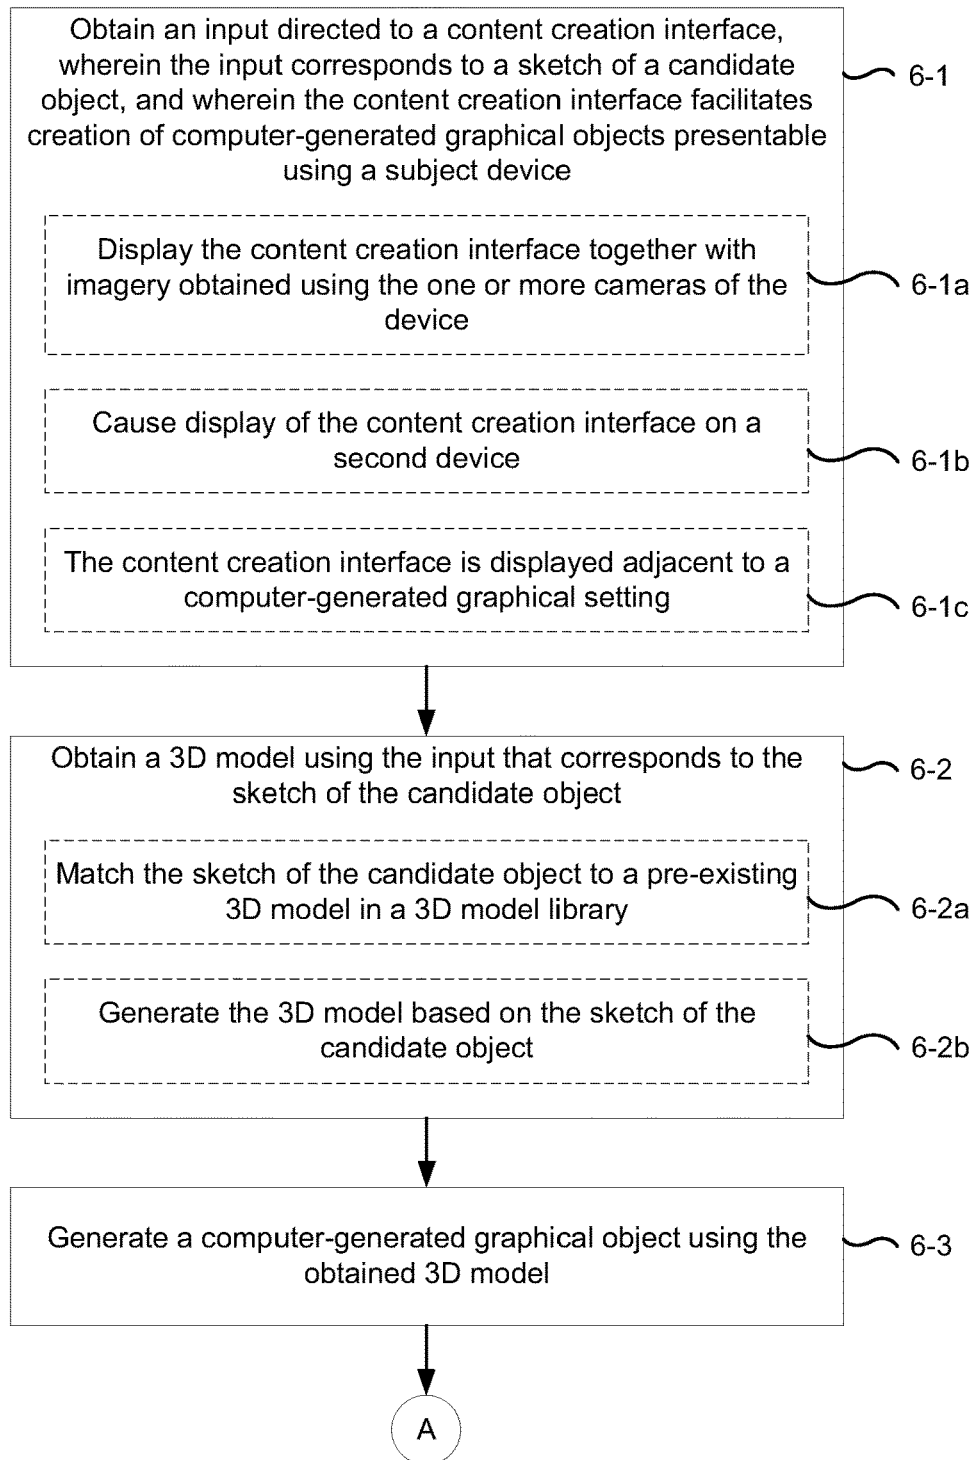 Obtain an input directed to a content creation interface,
wherein the input corresponds to a sketch of a candidate
object, and wherein the content creation interface facilitates
creation of computer-generated graphical objects presentable
using a subject device
6-1
Display the content creation interface together with
imagery obtained using the one or more cameras of the
device
6-1a
Cause display of the content creation interface on a
second device
6-1b
The content creation interface is displayed adjacent to a
computer-generated graphical setting
6-1c
Obtain a 3D model using the input that corresponds to the
sketch of the candidate object
6-2
Match the sketch of the candidate object to a pre-existing
3D model in a 3D model library
6-2a
Generate the 3D model based on the sketch of the
candidate object
6-2b
Generate a computer-generated graphical object using the
obtained 3D model
6-3
A